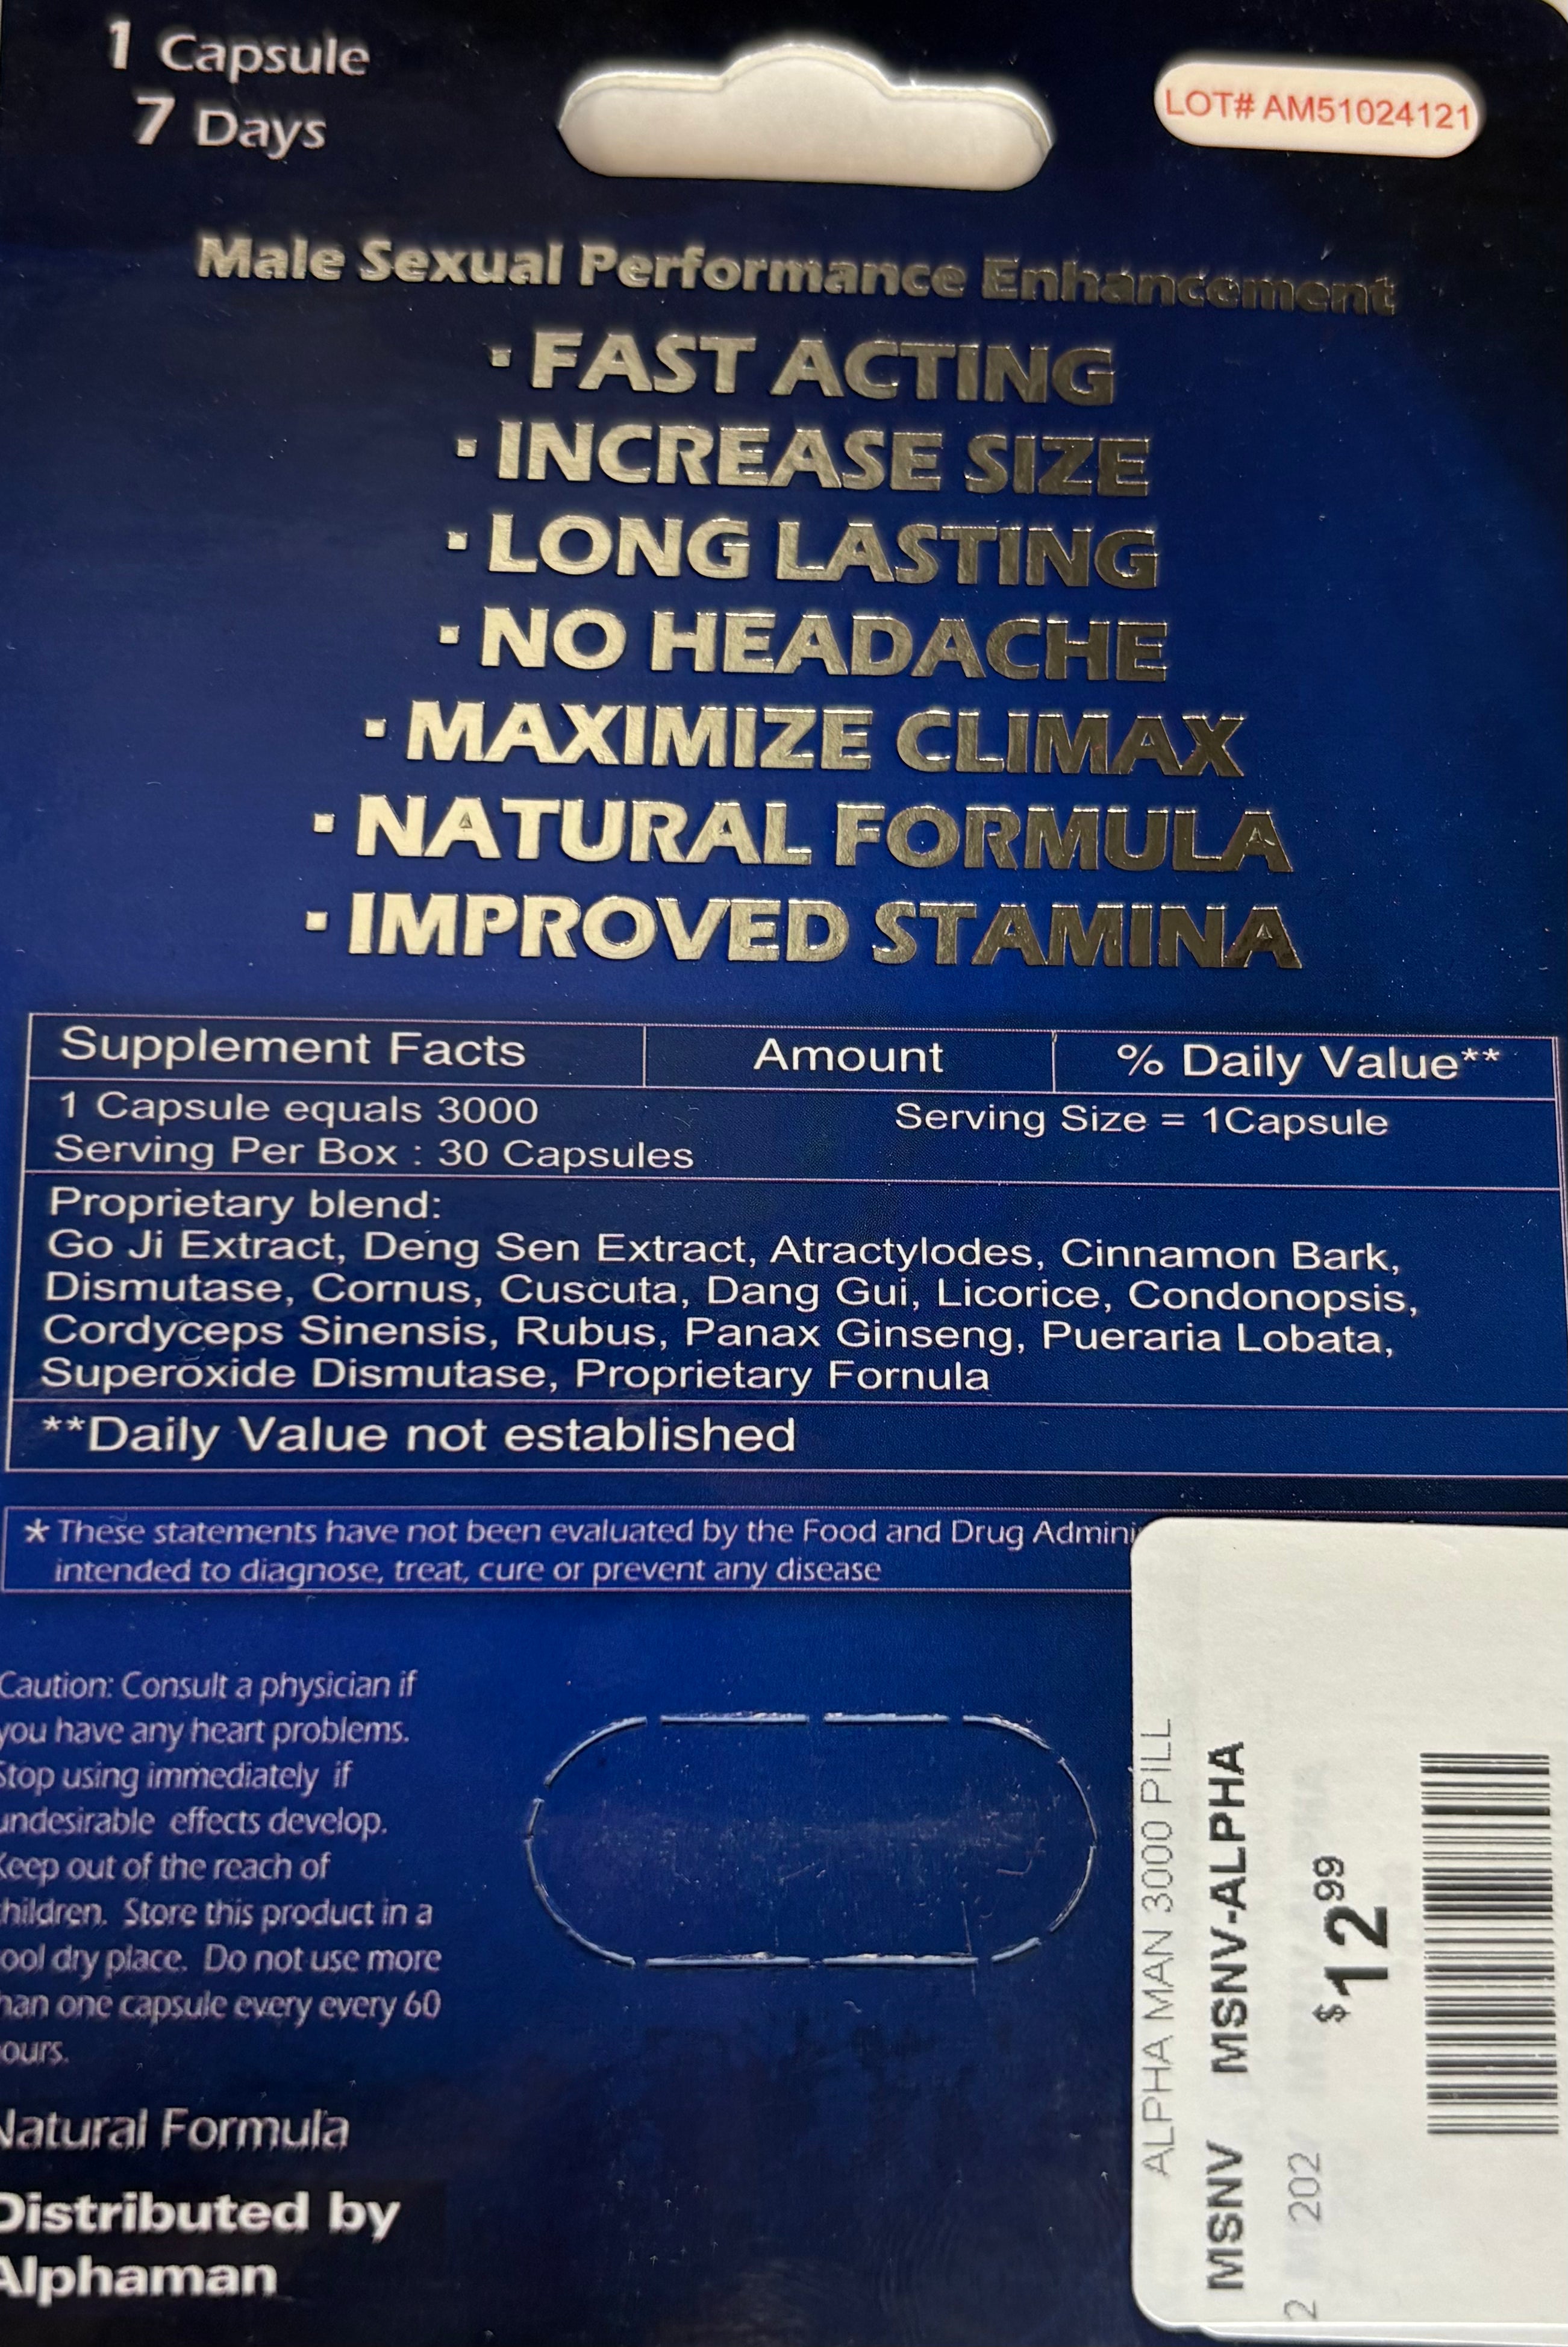 1 Capsule
7 Days
LOT# AM51024121
Male Sexual Performance Enhancement
· FAST ACTING
· INCREASE SIZE
· LONG LASTING
· NO HEADACHE
· MAXIMIZE CLIMAX
· NATURAL FORMULA
· IMPROVED STAMINA
Supplement Facts Amount % Daily Value**
1 Capsule equals 3000 Serving Size = 1Capsule
Serving Per Box : 30 Capsules
Proprietary blend:
Go Ji Extract, Deng Sen Extract, Atractylodes, Cinnamon Bark,
Dismutase, Cornus, Cuscuta, Dang Gui, Licorice, Condonopsis,
Cordyceps Sinensis, Rubus, Panax Ginseng, Pueraria Lobata,
Superoxide Dismutase, Proprietary Fornula
**Daily Value not established
* These statements have not been evaluated by the Food and Drug Admini
intended to diagnose, treat, cure or prevent any disease
Caution: Consult a physician if
you have any heart problems.
Stop using immediately if
undesirable effects develop.
Keep out of the reach of
hildren. Store this product in a
ool dry place. Do not use more
han one capsule every every 60
ours.
Natural Formula
Distributed by
Alphaman
ALPHA MAN 3000 PILL
MSNV MSNV-ALPHA
2 202
$12.99